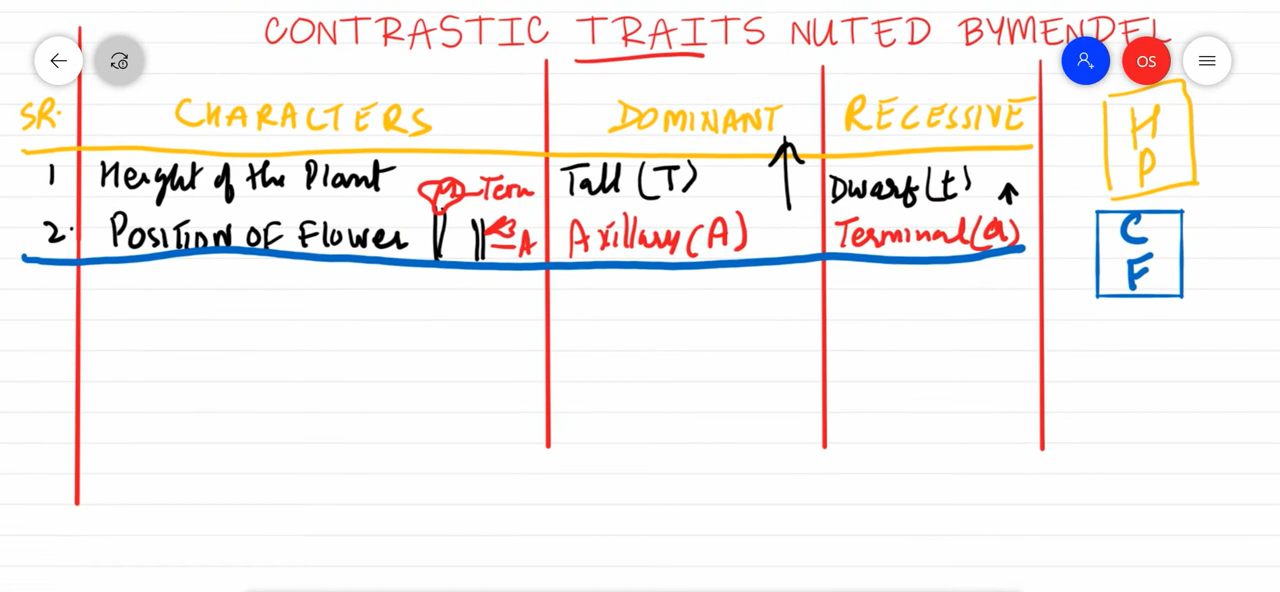 CONTRASTIC TRAITS NUTED BYMENDEL
OS
SR. CHARACTERS DOMINANT RECESSIVE
1 Height of the Plant Tall (T) Dwarf (t)
Term
2. POSITION OF Flower A Axillary (A) Terminal (a)
H
P
C
F